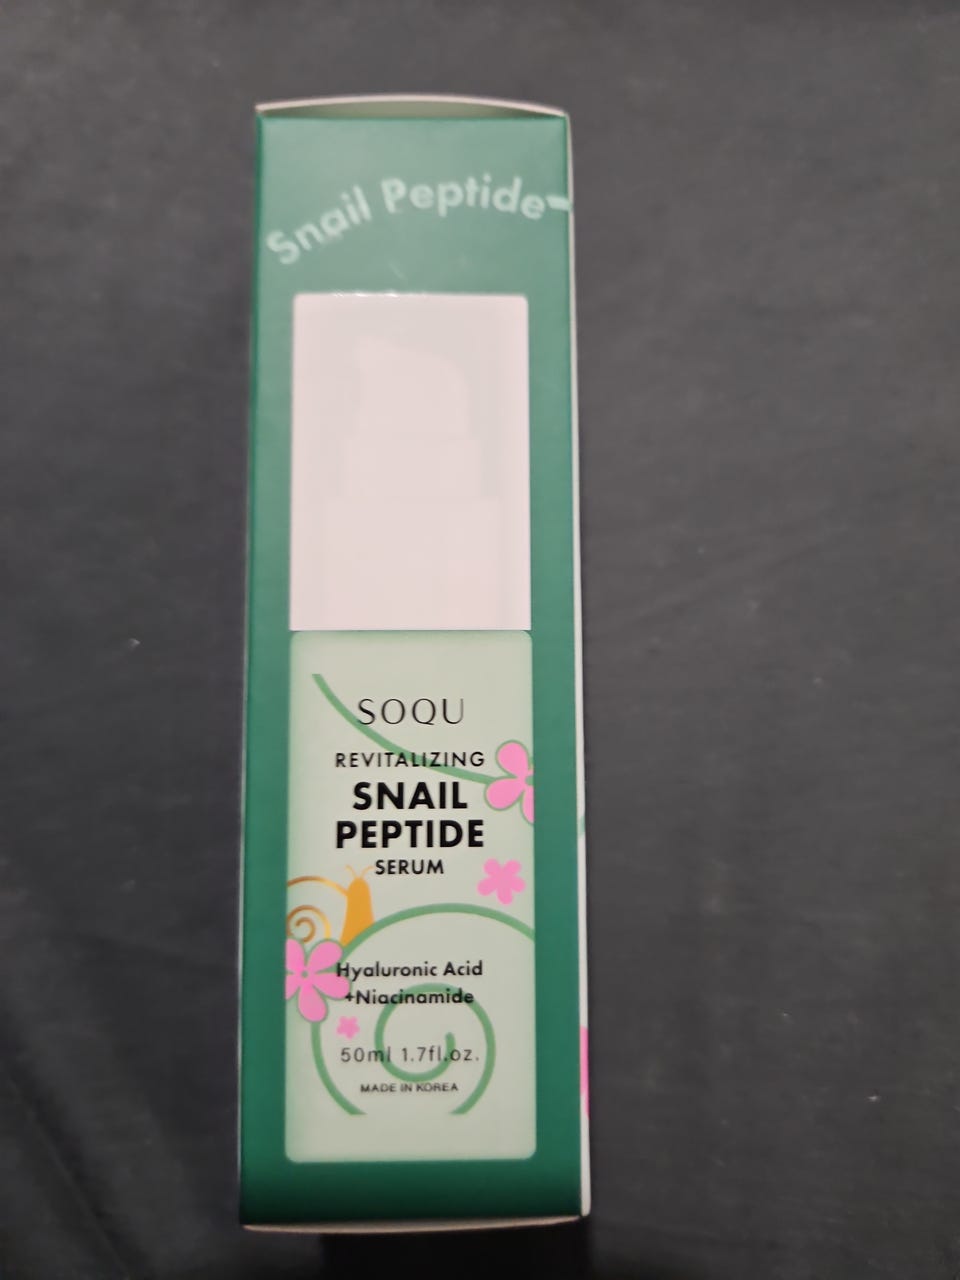 Snail Peptide-
SOQU
REVITALIZING
SNAIL
PEPTIDE
SERUM
Hyaluronic Acid
+Niacinamide
50ml 1.7fl.oz.
MADE IN KOREA